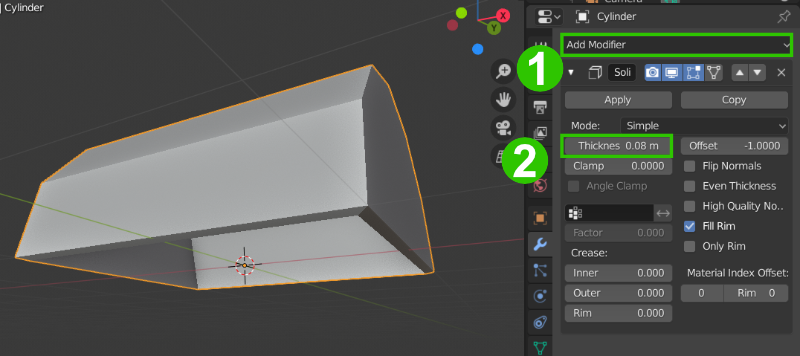 Cylinder
Camera
Cylinder
X
Y
1
Add Modifier
Soli
Apply
Copy
Mode:
Simple
2
Thicknes 0.08 m
Offset -1.0000
Clamp 0.0000
Flip Normals
Angle Clamp
Even Thickness
High Quality No..
Fill Rim
Factor 0.000
Only Rim
Crease:
Inner 0.000
Material Index Offset:
Outer 0.000
0
Rim 0
Rim 0.000